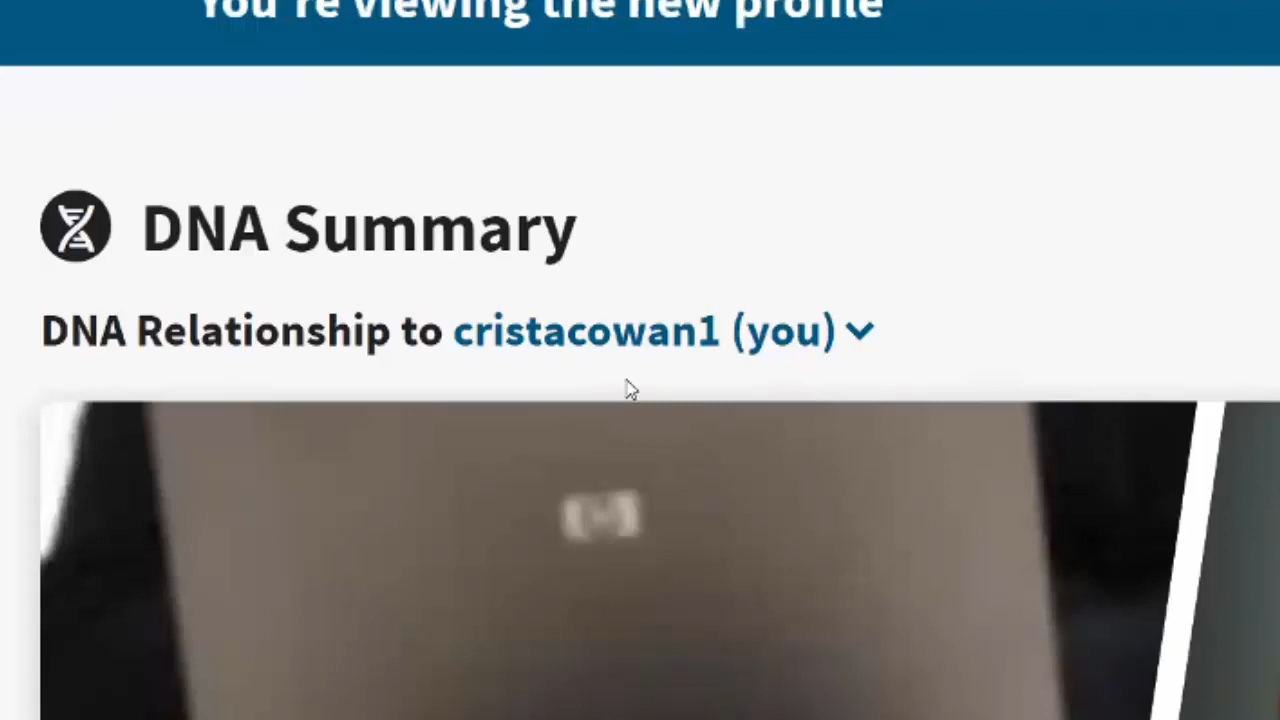 You're viewing the new profile
DNA Summary
DNA Relationship to cristacowan1 (you)